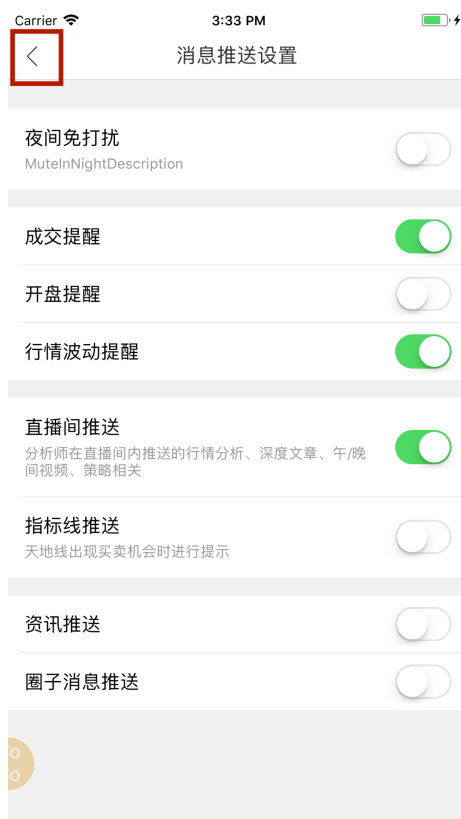 Carrier 3:33 PM
消息推送设置
夜间免打扰
MuteInNightDescription
成交提醒
开盘提醒
行情波动提醒
直播间推送
分析师在直播间内推送的行情分析、深度文章、午/晚
间视频、策略相关
指标线推送
天地线出现买卖机会时进行提示
资讯推送
圈子消息推送